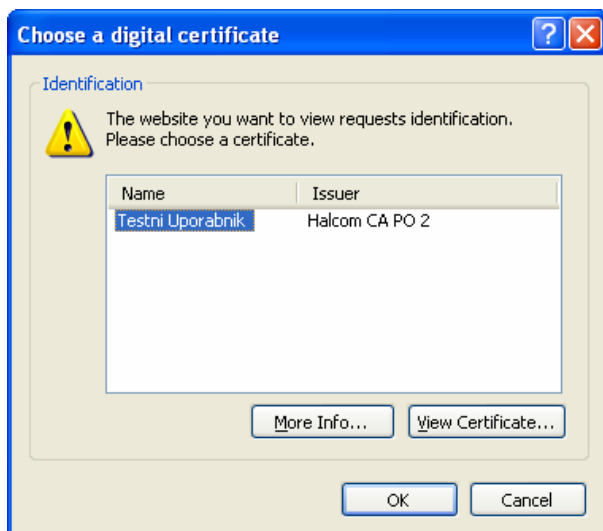 Choose a digital certificate
Identification
The website you want to view requests identification.
Please choose a certificate.
Name Issuer
Testni Uporabnik Halcom CA PO 2
More Info... View Certificate...
OK Cancel